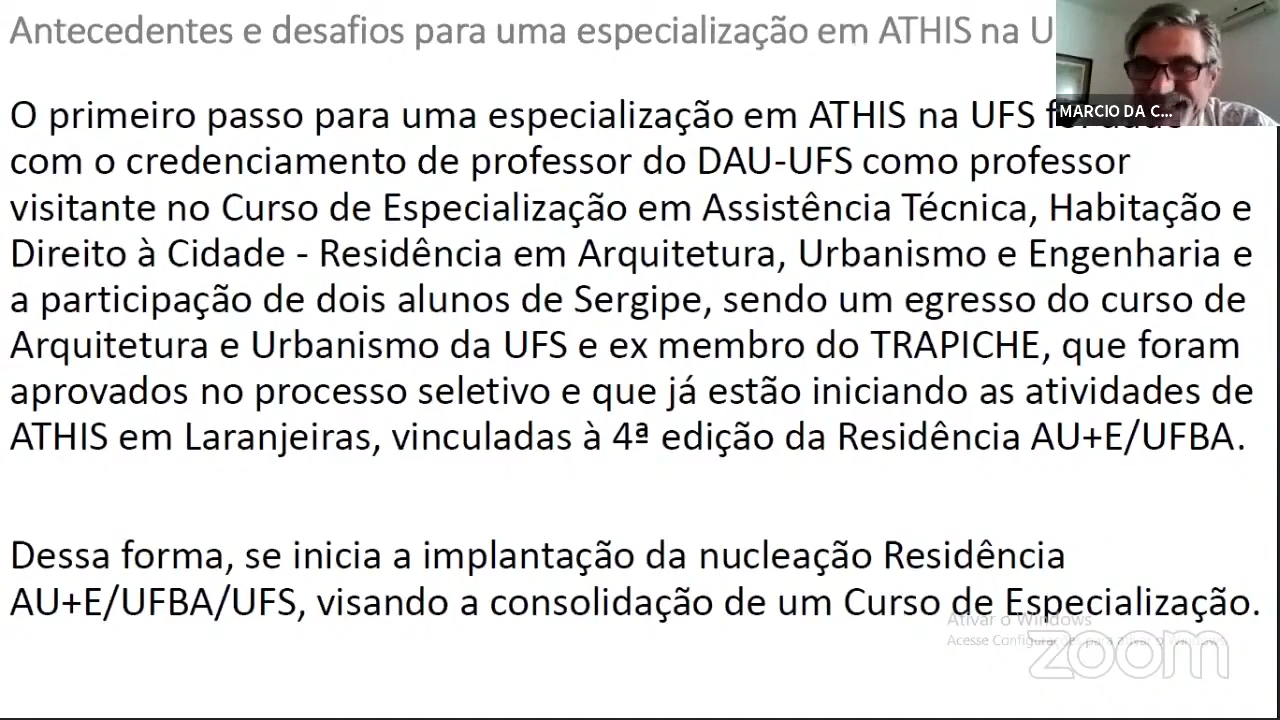 Antecedentes e desafios para uma especialização em ATHIS na U
MARCIO DA C...
O primeiro passo para uma especialização em ATHIS na UFS
com o credenciamento de professor do DAU-UFS como professor
visitante no Curso de Especialização em Assistência Técnica, Habitação e
Direito à Cidade - Residência em Arquitetura, Urbanismo e Engenharia e
a participação de dois alunos de Sergipe, sendo um egresso do curso de
Arquitetura e Urbanismo da UFS e ex membro do TRAPICHE, que foram
aprovados no processo seletivo e que já estão iniciando as atividades de
ATHIS em Laranjeiras, vinculadas à 4ª edição da Residência AU+E/UFBA.
Dessa forma, se inicia a implantação da nucleação Residência
AU+E/UFBA/UFS, visando a consolidação de um Curso de Especialização.
Ativar o Windows
Acesse Configurações para ativar o Windows.
zoom